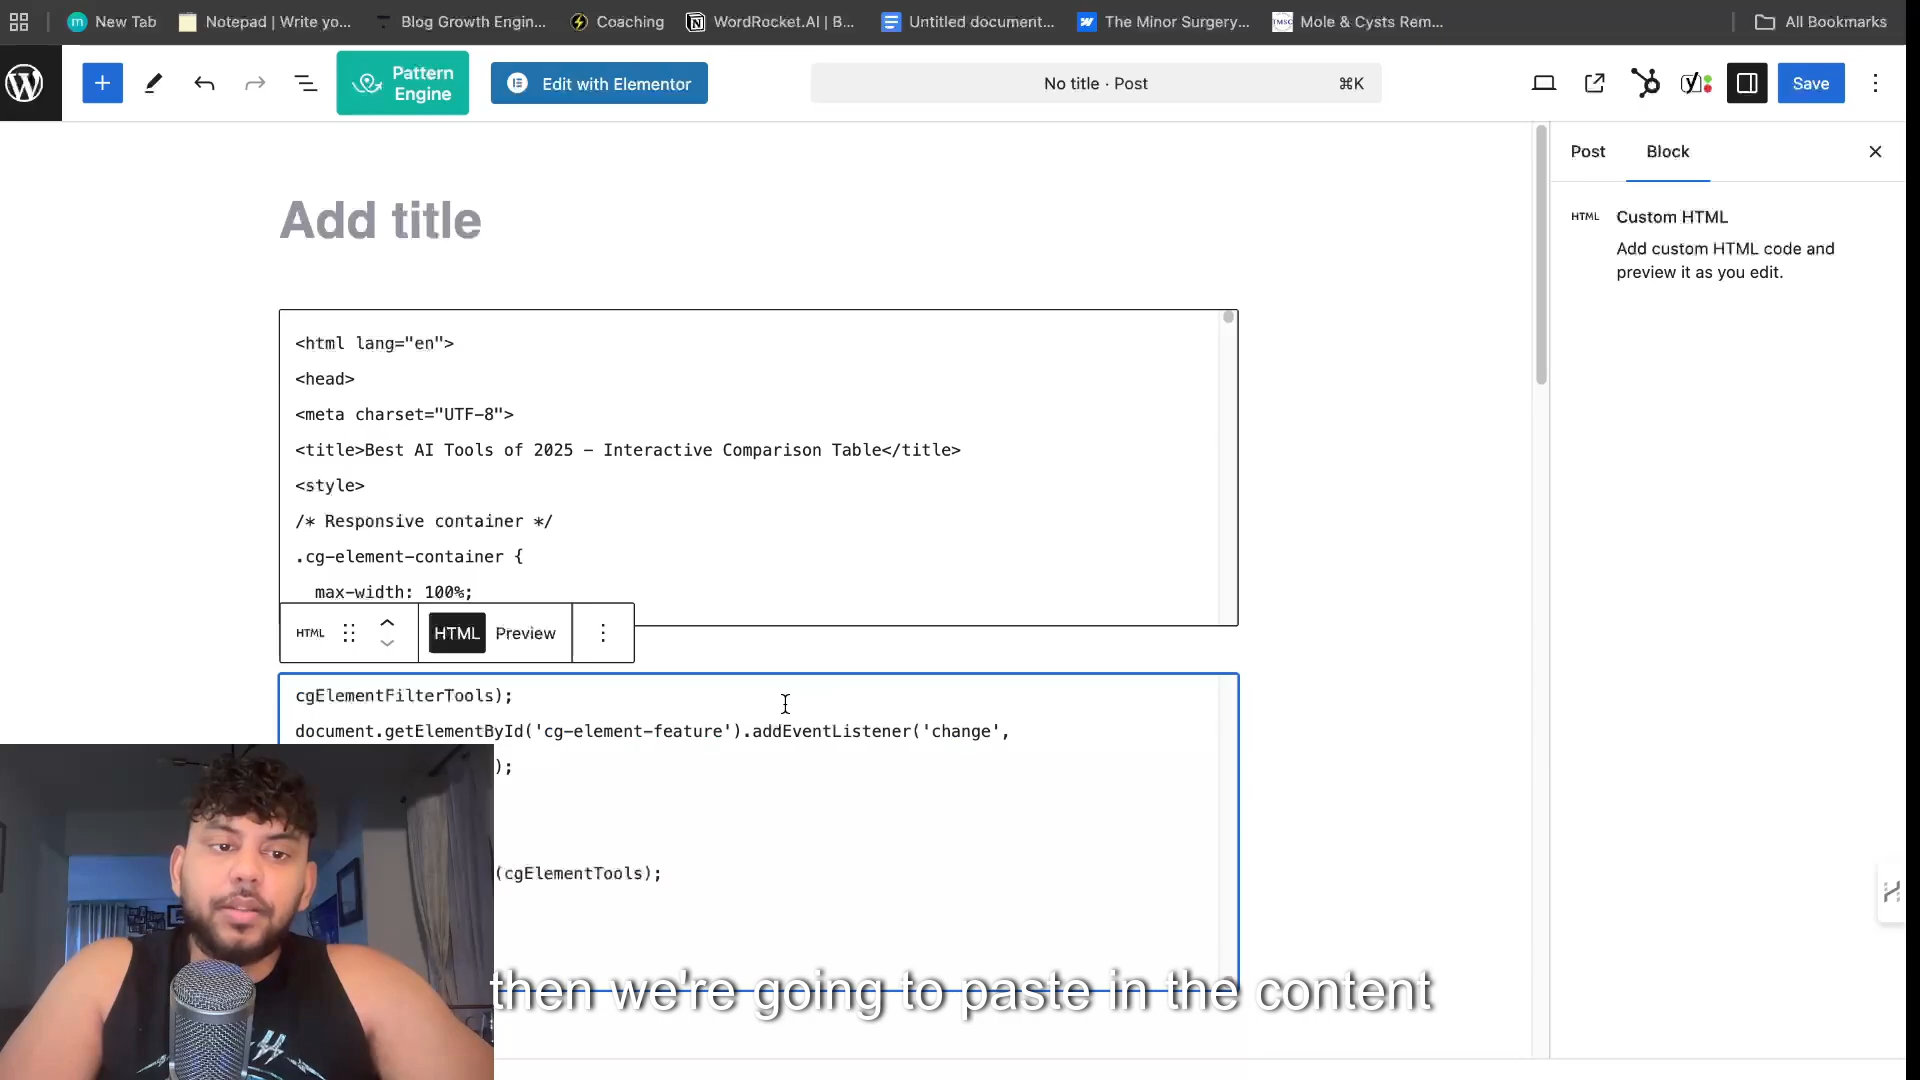 New Tab
Notepad | Write yo...
Blog Growth Engin...
Coaching
WordRocket.AI | B...
Untitled document...
The Minor Surgery...
TMSC
Mole & Cysts Rem...
All Bookmarks
Pattern
Engine
Edit with Elementor
No title · Post
⌘K
Save
Post
Block
Add title
HTML
Custom HTML
Add custom HTML code and
preview it as you edit.
<html lang="en">
<head>
<meta charset="UTF-8">
<title>Best AI Tools of 2025 – Interactive Comparison Table</title>
<style>
/* Responsive container */
.cg-element-container {
max-width: 100%;
HTML
HTML
Preview
cgElementFilterTools);
document.getElementById('cg-element-feature').addEventListener('change',
);
(cgElementTools);
then we're going to paste in the content